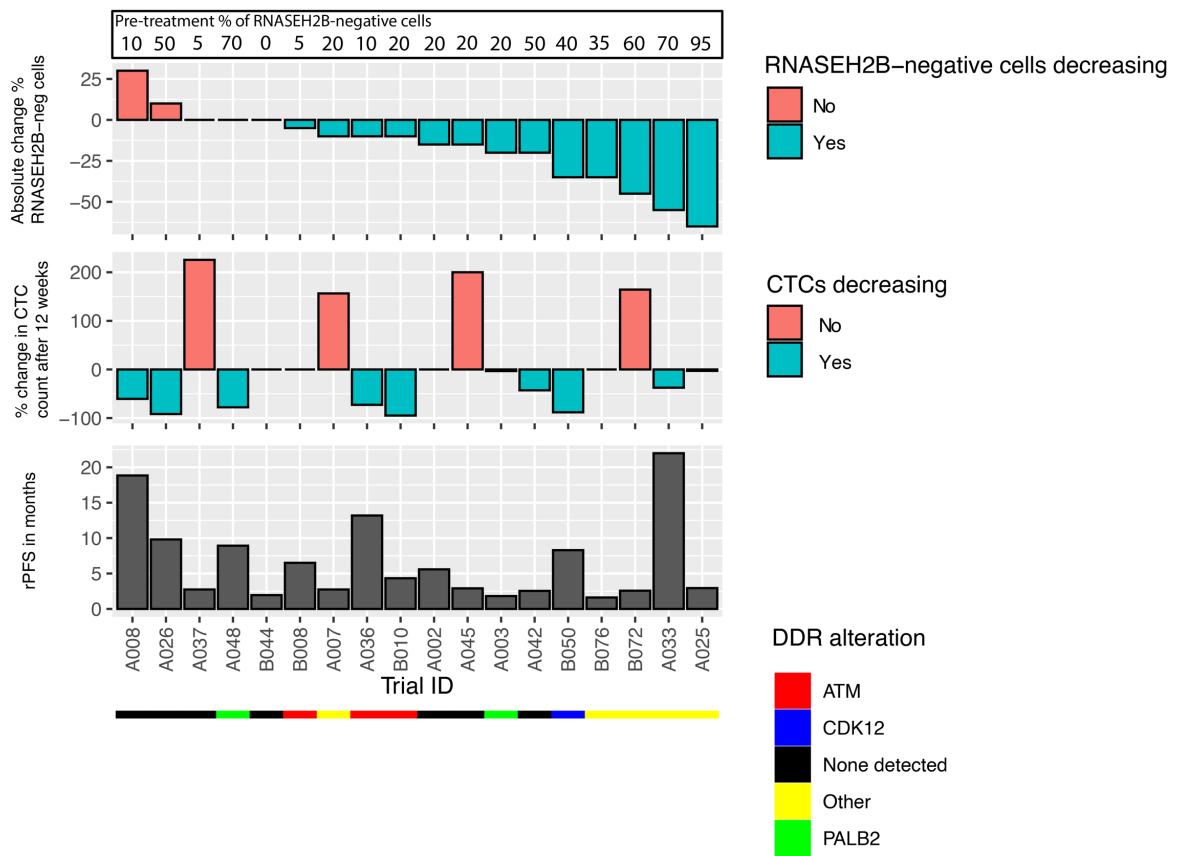 Pre-treatment % of RNASEH2B-negative cells
10 50 5 70 0 5 20 10 20 20 20 20 50 40 35 60 70 95
Absolute change %
RNASEH2B−neg cells
25
0
−25
−50
RNASEH2B−negative cells decreasing
No
Yes
% change in CTC
count after 12 weeks
200
100
0
−100
CTCs decreasing
No
Yes
rPFS in months
20
15
10
5
0
A008 A026 A037 A048 B044 B008 A007 A036 B010 A002 A045 A003 A042 B050 B076 B072 A033 A025
Trial ID
DDR alteration
ATM
CDK12
None detected
Other
PALB2